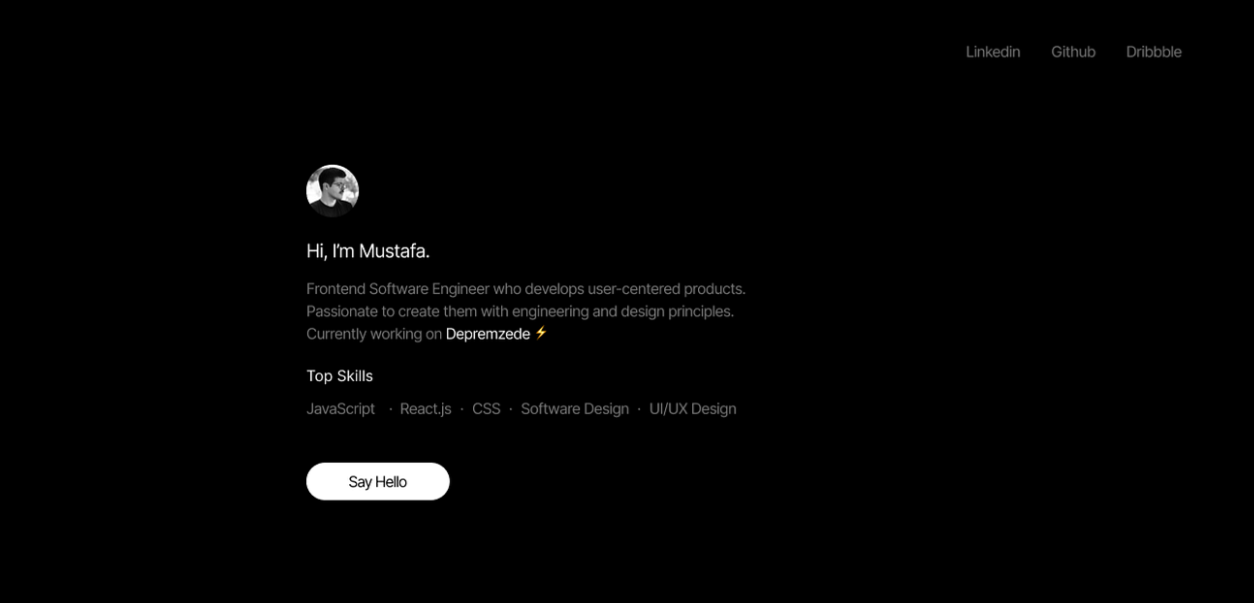 Linkedin Github Dribbble
Hi, I’m Mustafa.
Frontend Software Engineer who develops user-centered products.
Passionate to create them with engineering and design principles.
Currently working on Depremzede ⚡
Top Skills
JavaScript · React.js · CSS · Software Design · UI/UX Design
Say Hello